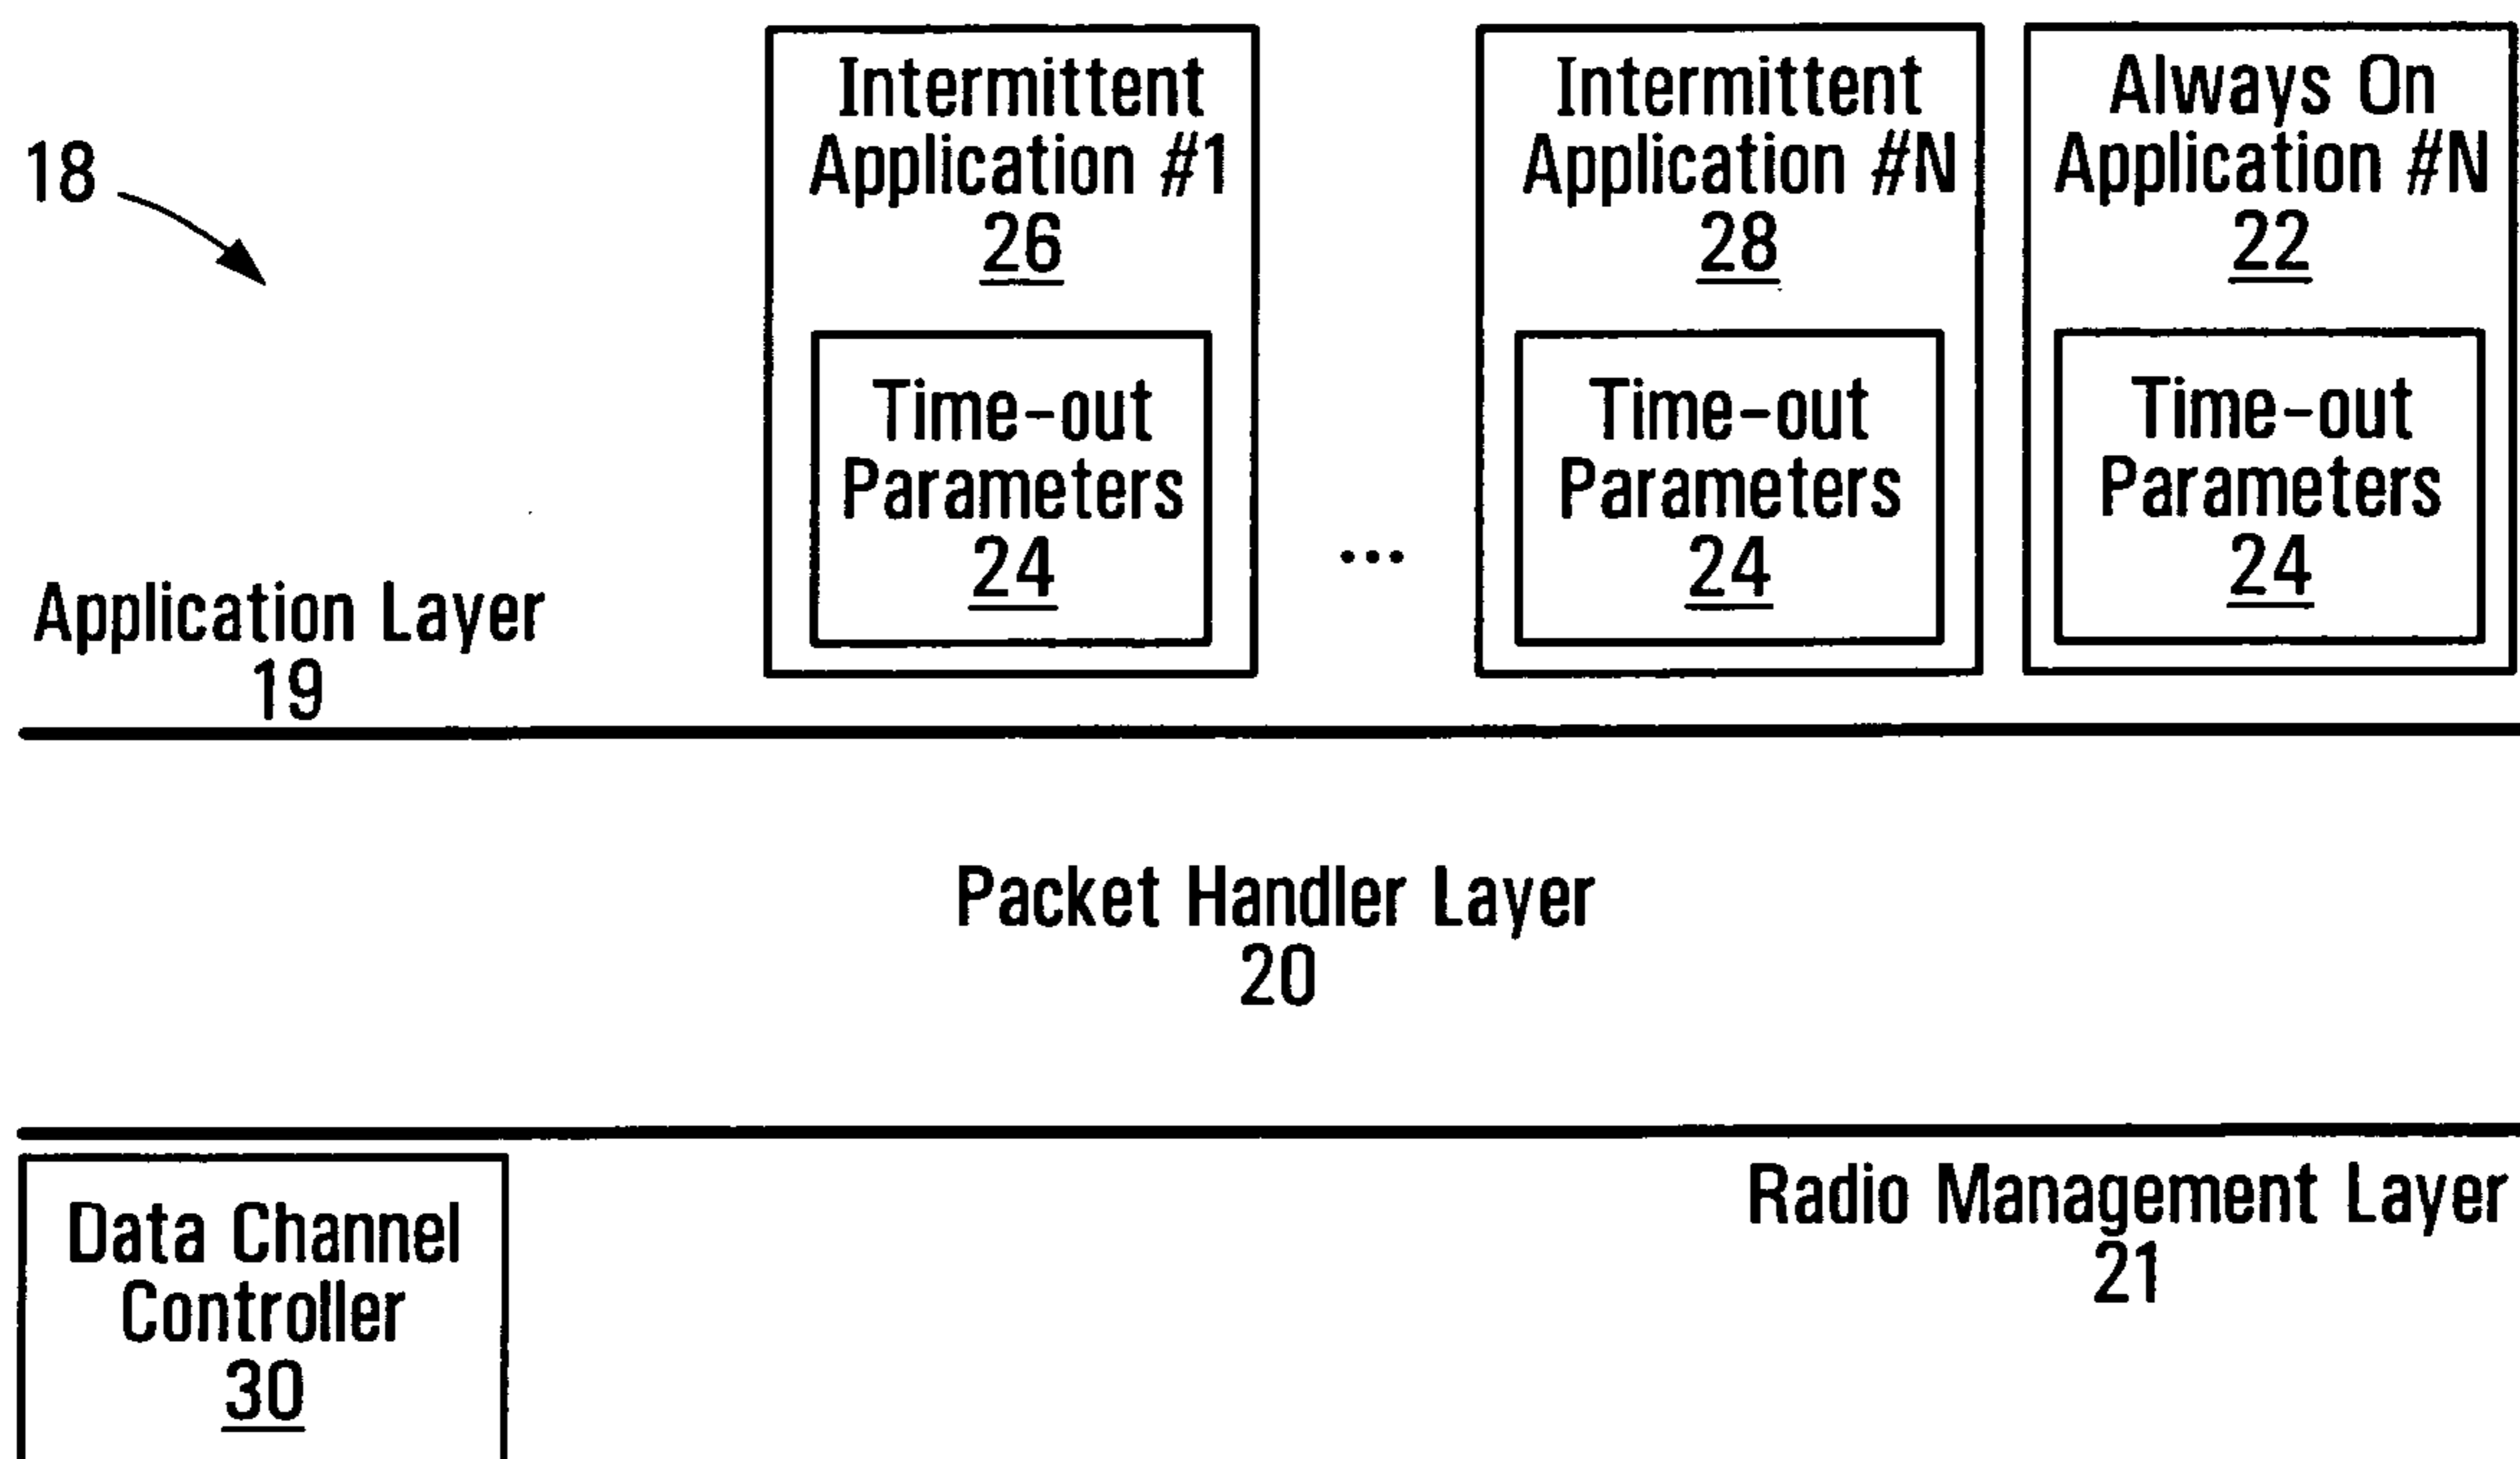 18
Intermittent
Application #1
26
Time-out
Parameters
24
...
Intermittent
Application #N
28
Time-out
Parameters
24
Always On
Application #N
22
Time-out
Parameters
24
Application Layer
19
Packet Handler Layer
20
Radio Management Layer
21
Data Channel
Controller
30